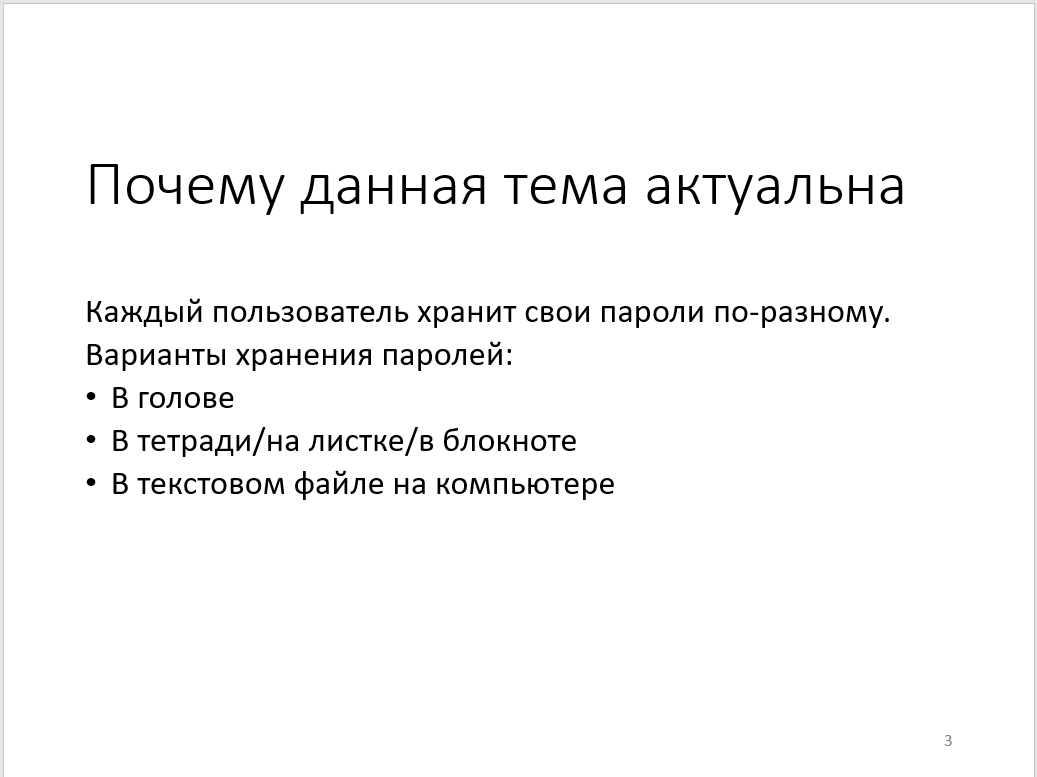 Почему данная тема актуальна
Каждый пользователь хранит свои пароли по-разному.
Варианты хранения паролей:
• В голове
• В тетради/на листке/в блокноте
• В текстовом файле на компьютере
3